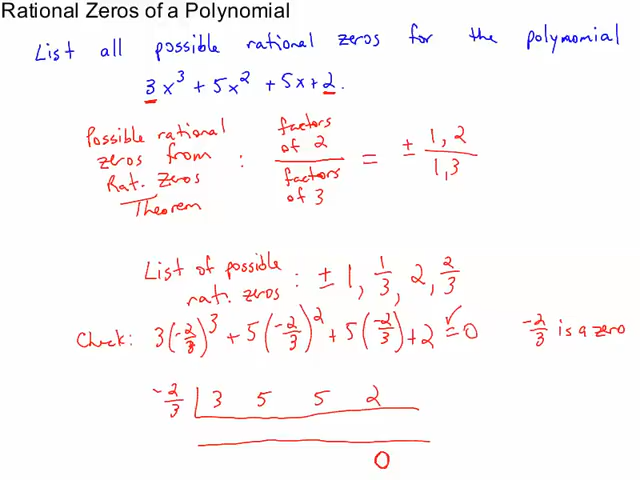 Rational Zeros of a Polynomial
List all possible rational zeros for the polynomial
3x³ + 5x² + 5x + 2.
Possible rational zeros from Rat. Zeros Theorem : factors of 2 / factors of 3 = ± 1, 2 / 1, 3
List of possible rati. zeros : ± 1, 1/3, 2, 2/3
Check: 3(-2/3)³ + 5(-2/3)² + 5(-2/3) + 2 =✓ 0 -2/3 is a zero
-2/3 | 3 5 5 2
0